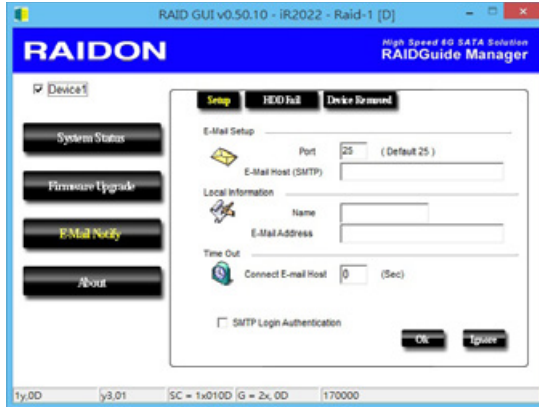 RAID GUI v0.50.10 - iR2022 - Raid-1 [D]
RAIDON
High Speed 6G SATA Solution
RAIDGuide Manager
Device1
Setup HDD Fail Device Removed
System Status
Firmware Upgrade
E-Mail Notify
About
E-Mail Setup
Port 25 ( Default 25 )
E-Mail Host (SMTP)
Local Information
Name
E-Mail Address
Time Out
Connect E-mail Host 0 (Sec)
SMTP Login Authentication
Ok Ignore
1y,0D y3,01 SC = 1x010D G = 2x, 0D 170000